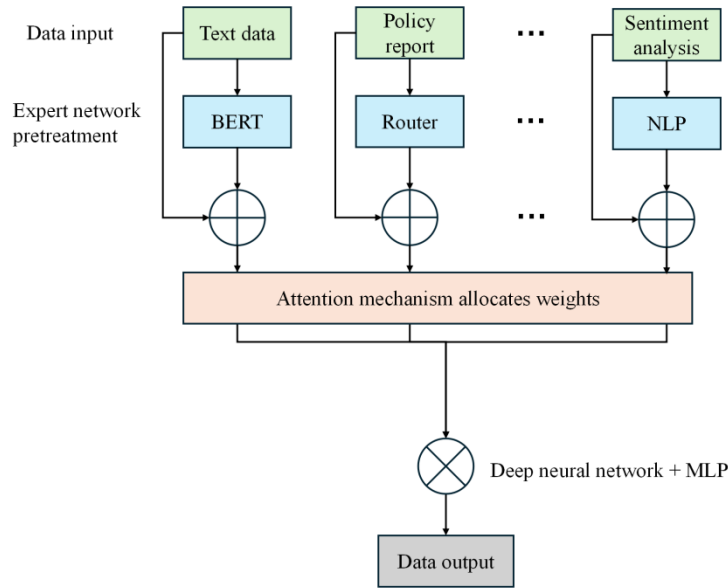 Data input
Text data
Policy
report
...
Sentiment
analysis
Expert network
pretreatment
BERT
Router
...
NLP
...
Attention mechanism allocates weights
Deep neural network + MLP
Data output